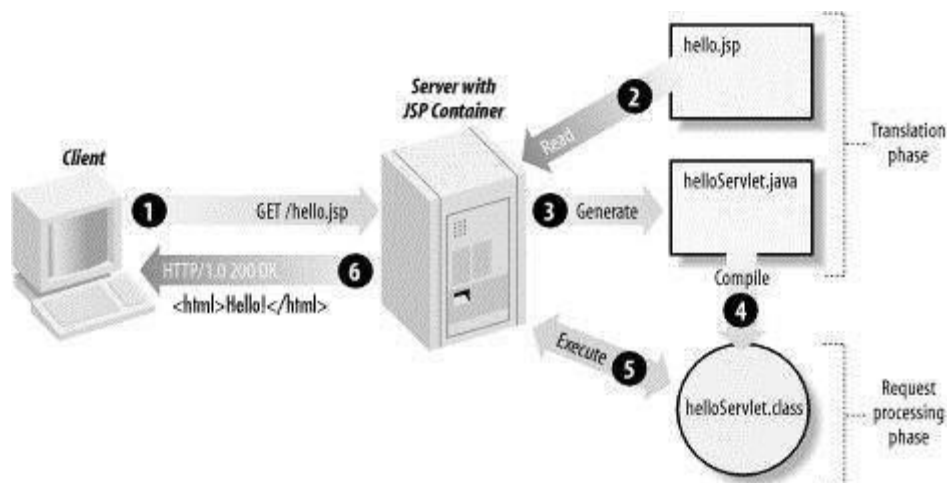 hello.jsp
Server with
JSP Container
2
Read
Translation
phase
Client
helloServlet.java
1
GET /hello.jsp
3
Generate
HTTP/1.0 200 OK
6
<html>Hello!</html>
Compile
4
Execute
5
helloServlet.class
Request
processing
phase